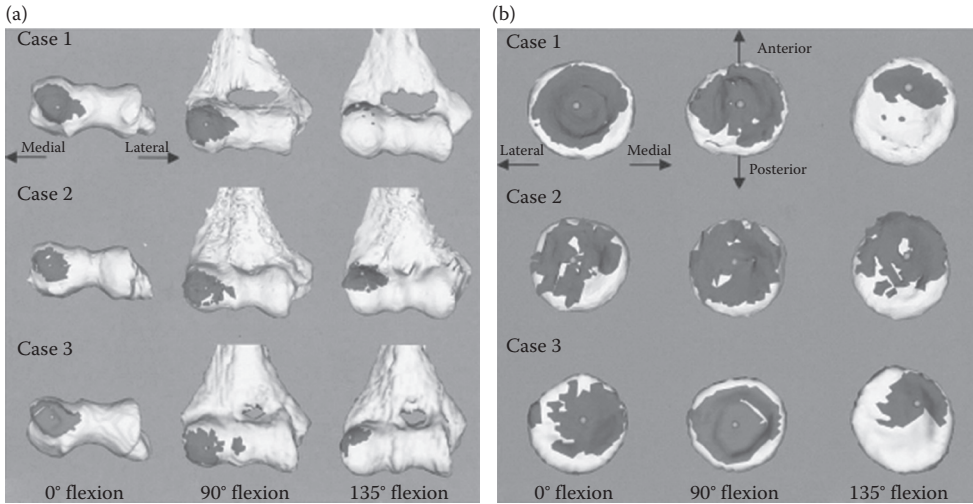 (a)
Case 1
Medial
Lateral
Case 2
Case 3
0° flexion
90° flexion
135° flexion
(b)
Case 1
Anterior
Lateral
Medial
Posterior
Case 2
Case 3
0° flexion
90° flexion
135° flexion